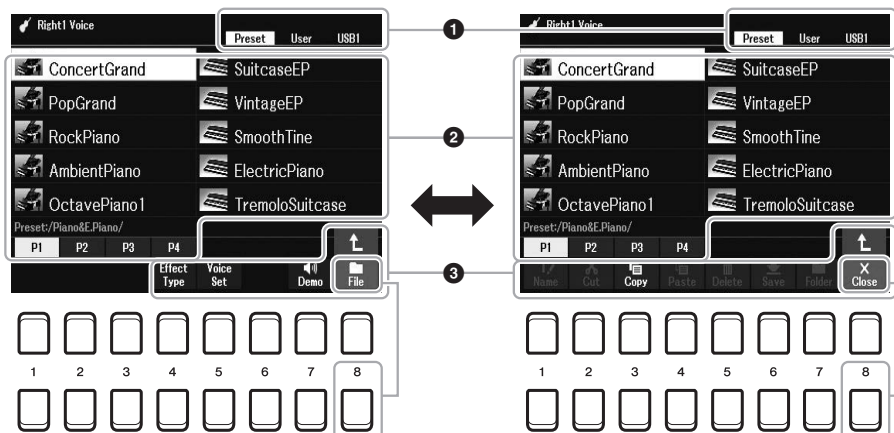 Right1 Voice
Preset User USB1
ConcertGrand SuitcaseEP
PopGrand VintageEP
RockPiano SmoothTine
AmbientPiano ElectricPiano
OctavePiano1 TremoloSuitcase
Preset:/Piano&E.Piano/
P1 P2 P3 P4
Effect Type Voice Set Demo File
1 2 3 4 5 6 7 8
1
2
3
Right1 Voice
Preset User USB1
ConcertGrand SuitcaseEP
PopGrand VintageEP
RockPiano SmoothTine
AmbientPiano ElectricPiano
OctavePiano1 TremoloSuitcase
Preset:/Piano&E.Piano/
P1 P2 P3 P4
Name Cut Copy Paste Delete Save Folder Close
1 2 3 4 5 6 7 8